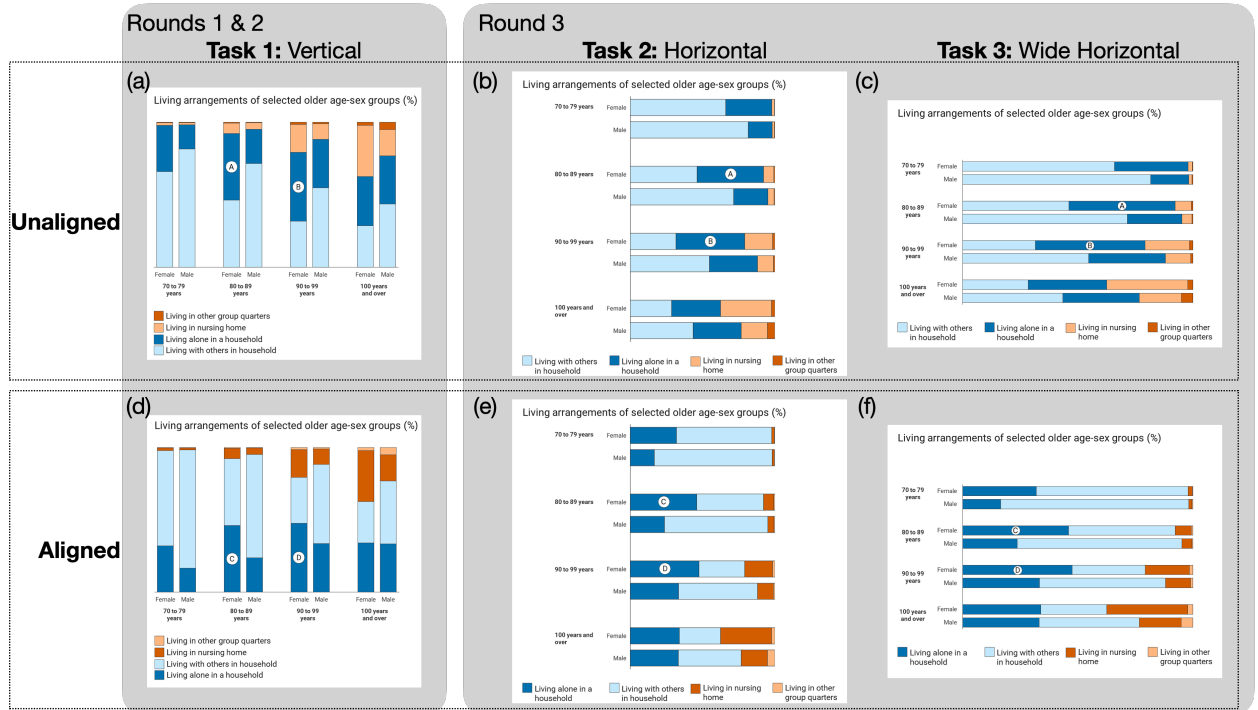 Rounds 1 & 2
Task 1: Vertical
Round 3
Task 2: Horizontal
Task 3: Wide Horizontal
Unaligned
(a)
Living arrangements of selected older age-sex groups (%)
A
B
Female Male Female Male Female Male Female Male
70 to 79 years
80 to 89 years
90 to 99 years
100 years and over
Living in other group quarters
Living in nursing home
Living alone in a household
Living with others in household
(b)
Living arrangements of selected older age-sex groups (%)
70 to 79 years
Female
Male
80 to 89 years
Female
A
Male
90 to 99 years
Female
B
Male
100 years and over
Female
Male
Living with others in household
Living alone in a household
Living in nursing home
Living in other group quarters
(c)
Living arrangements of selected older age-sex groups (%)
70 to 79 years
Female
Male
80 to 89 years
Female
A
Male
90 to 99 years
Female
B
Male
100 years and over
Female
Male
Living with others in household
Living alone in a household
Living in nursing home
Living in other group quarters
Aligned
(d)
Living arrangements of selected older age-sex groups (%)
C
D
Female Male Female Male Female Male Female Male
70 to 79 years
80 to 89 years
90 to 99 years
100 years and over
Living in other group quarters
Living in nursing home
Living with others in household
Living alone in a household
(e)
Living arrangements of selected older age-sex groups (%)
70 to 79 years
Female
Male
80 to 89 years
Female
C
Male
90 to 99 years
Female
D
Male
100 years and over
Female
Male
Living alone in a household
Living with others in household
Living in nursing home
Living in other group quarters
(f)
Living arrangements of selected older age-sex groups (%)
70 to 79 years
Female
Male
80 to 89 years
Female
C
Male
90 to 99 years
Female
D
Male
100 years and over
Female
Male
Living alone in a household
Living with others in household
Living in nursing home
Living in other group quarters